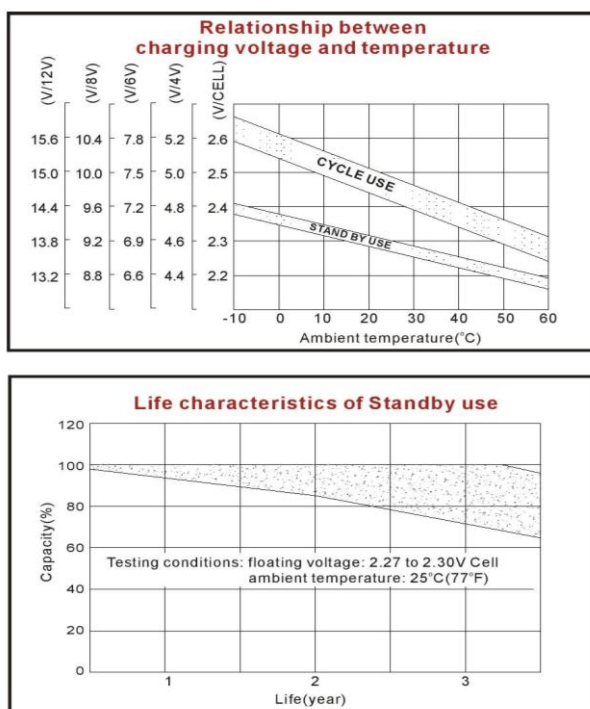 Relationship between
charging voltage and temperature
(V/12V) (V/8V) (V/6V) (V/4V) (V/CELL)
15.6 10.4 7.8 5.2 2.6
15.0 10.0 7.5 5.0 2.5
14.4 9.6 7.2 4.8 2.4
13.8 9.2 6.9 4.6 2.3
13.2 8.8 6.6 4.4 2.2
CYCLE USE
STAND BY USE
-10 0 10 20 30 40 50 60
Ambient temperature(°C)
Life characteristics of Standby use
Capacity(%)
120
100
80
60
40
20
0
Testing conditions: floating voltage: 2.27 to 2.30V Cell
ambient temperature: 25°C(77°F)
1 2 3
Life(year)